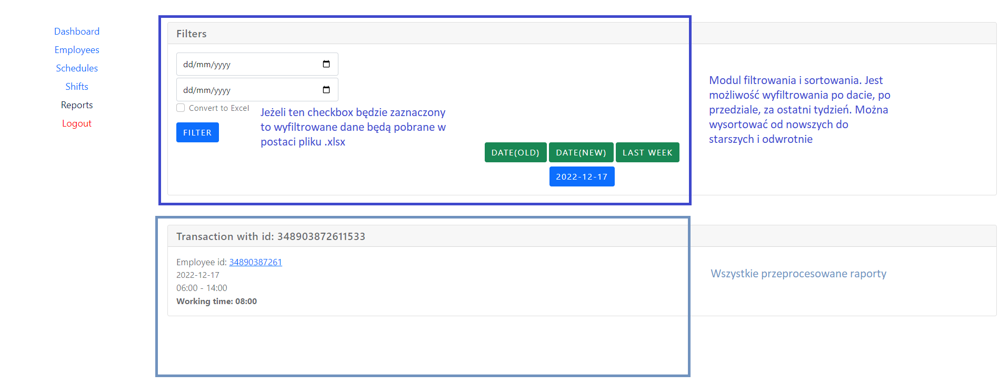 Dashboard
Employees
Schedules
Shifts
Reports
Logout
Filters
dd/mm/yyyy
dd/mm/yyyy
Convert to Excel
FILTER
Jeżeli ten checkbox będzie zaznaczony
to wyfiltrowane dane będą pobrane w
postaci pliku .xlsx
DATE(OLD) DATE(NEW) LAST WEEK
2022-12-17
Modul filtrowania i sortowania. Jest
możliwość wyfiltrowania po dacie, po
przedziale, za ostatni tydzień. Można
wysortować od nowszych do
starszych i odwrotnie
Transaction with id: 348903872611533
Employee id: 34890387261
2022-12-17
06:00 - 14:00
Working time: 08:00
Wszystkie przeprocesowane raporty